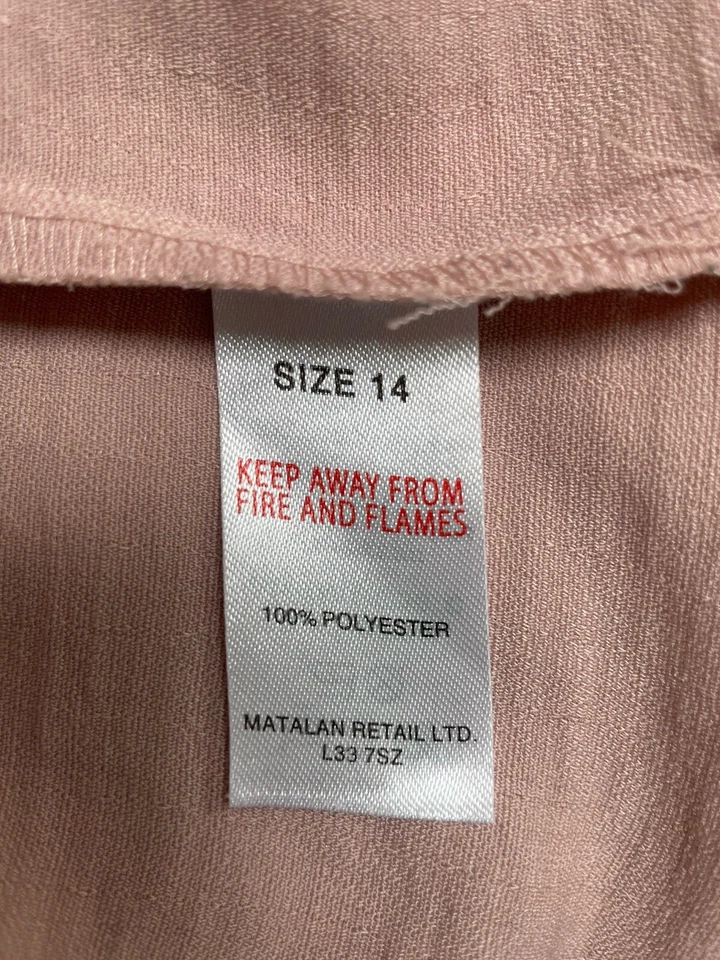 SIZE 14
KEEP AWAY FROM
FIRE AND FLAMES
100% POLYESTER
MATALAN RETAIL LTD.
L33 7SZ